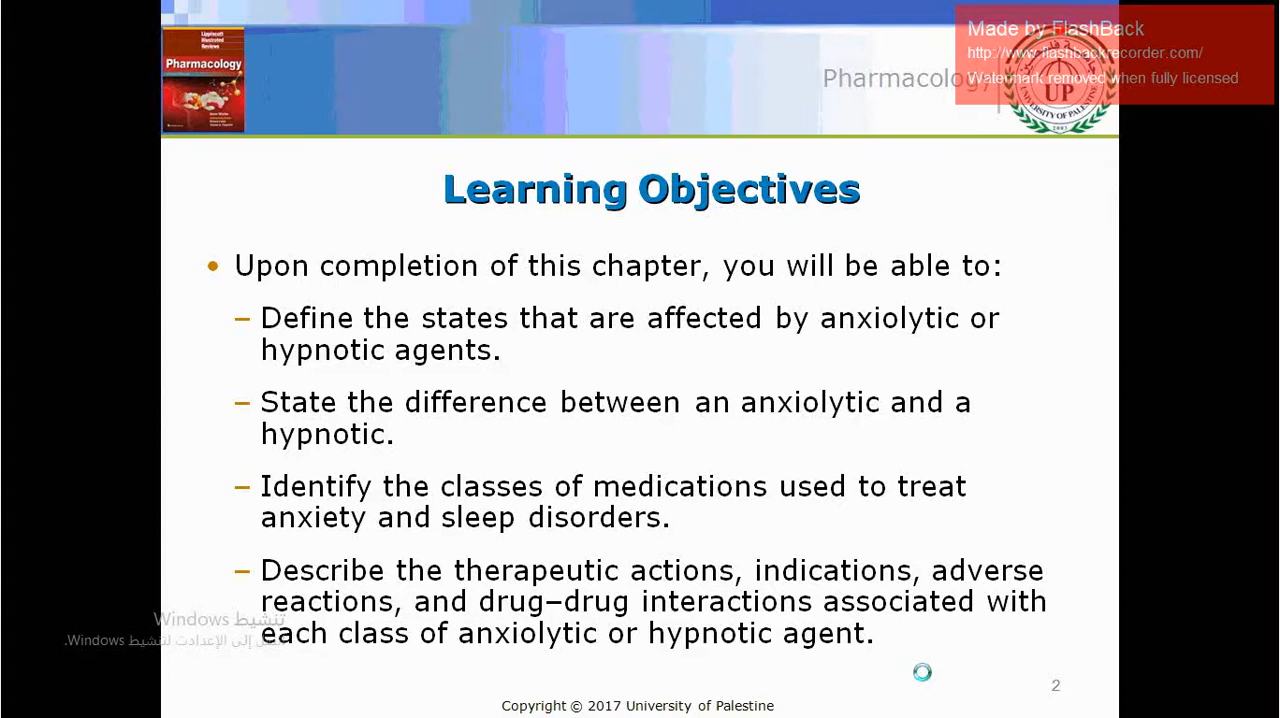 Lippincott
Illustrated
Reviews
Pharmacology
Made by FlashBack
http://www.flashbackrecorder.com/
Watermark removed when fully licensed
Pharmacology
UP
UNIVERSITY OF PALESTINE
2003
Learning Objectives
• Upon completion of this chapter, you will be able to:
– Define the states that are affected by anxiolytic or
hypnotic agents.
– State the difference between an anxiolytic and a
hypnotic.
– Identify the classes of medications used to treat
anxiety and sleep disorders.
– Describe the therapeutic actions, indications, adverse
reactions, and drug–drug interactions associated with
each class of anxiolytic or hypnotic agent.
تنشيط Windows
إلى الإعدادات لتنشيط Windows.
2
Copyright © 2017 University of Palestine